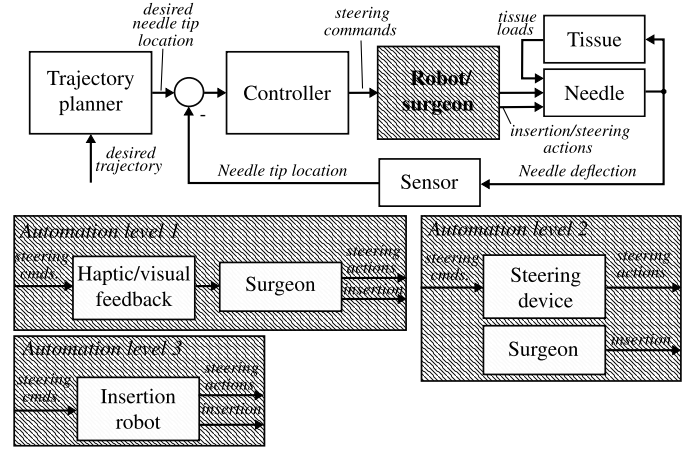 desired
needle tip
location
steering
commands
tissue
loads
Tissue
Trajectory
planner
Controller
Robot/
surgeon
Needle
-
insertion/steering
actions
desired
trajectory
Needle tip location
Sensor
Needle deflection
Automation level 1
steering
cmds.
Haptic/visual
feedback
Surgeon
steering
actions
insertion
Automation level 2
steering
cmds.
Steering
device
steering
actions
Surgeon
insertion
Automation level 3
steering
cmds.
Insertion
robot
steering
actions
insertion